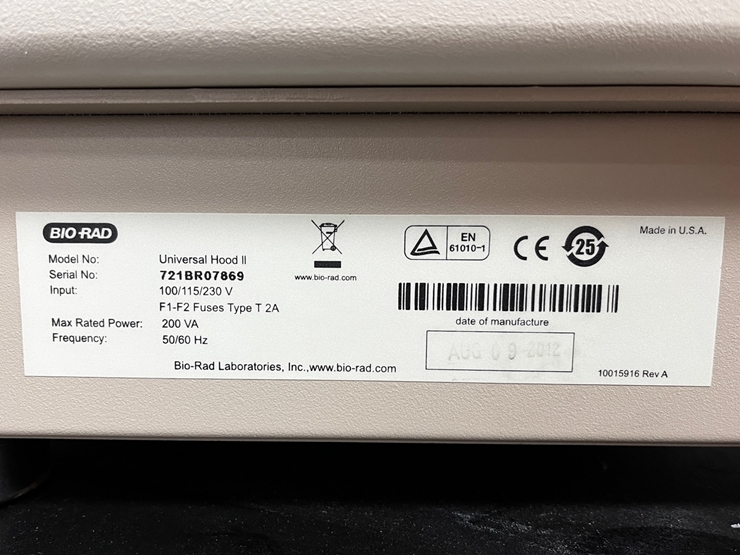 BIO-RAD
Model No: Universal Hood II
Serial No: 721BR07869
Input: 100/115/230 V
F1-F2 Fuses Type T 2A
Max Rated Power: 200 VA
Frequency: 50/60 Hz
Bio-Rad Laboratories, Inc.,www.bio-rad.com
www.bio-rad.com
EN
61010-1
CE
25
Made in U.S.A.
date of manufacture
AUG 09 2012
10015916 Rev A